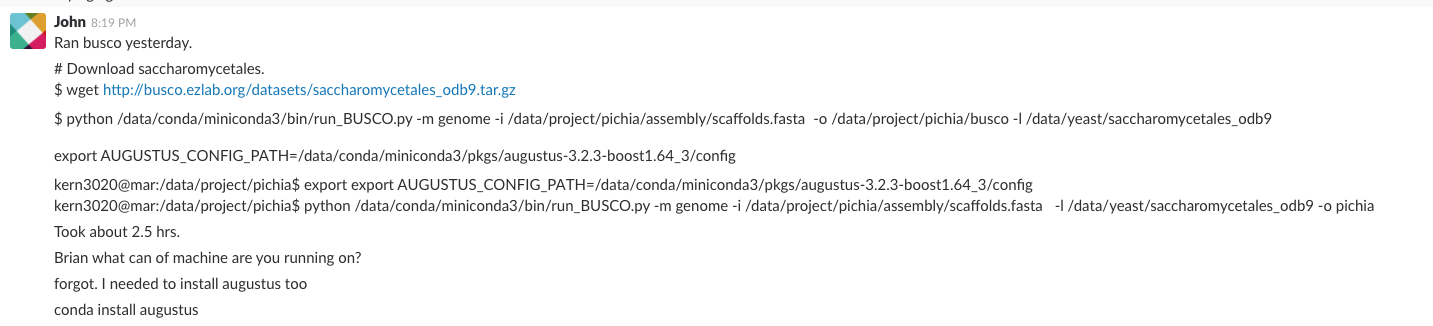 John 8:19 PM
Ran busco yesterday.
# Download saccharomycetales.
$ wget http://busco.ezlab.org/datasets/saccharomycetales_odb9.tar.gz
$ python /data/conda/miniconda3/bin/run_BUSCO.py -m genome -i /data/project/pichia/assembly/scaffolds.fasta  -o /data/project/pichia/busco -l /data/yeast/saccharomycetales_odb9
export AUGUSTUS_CONFIG_PATH=/data/conda/miniconda3/pkgs/augustus-3.2.3-boost1.64_3/config
kern3020@mar:/data/project/pichia$ export export AUGUSTUS_CONFIG_PATH=/data/conda/miniconda3/pkgs/augustus-3.2.3-boost1.64_3/config
kern3020@mar:/data/project/pichia$ python /data/conda/miniconda3/bin/run_BUSCO.py -m genome -i /data/project/pichia/assembly/scaffolds.fasta   -l /data/yeast/saccharomycetales_odb9 -o pichia
Took about 2.5 hrs.
Brian what can of machine are you running on?
forgot. I needed to install augustus too
conda install augustus